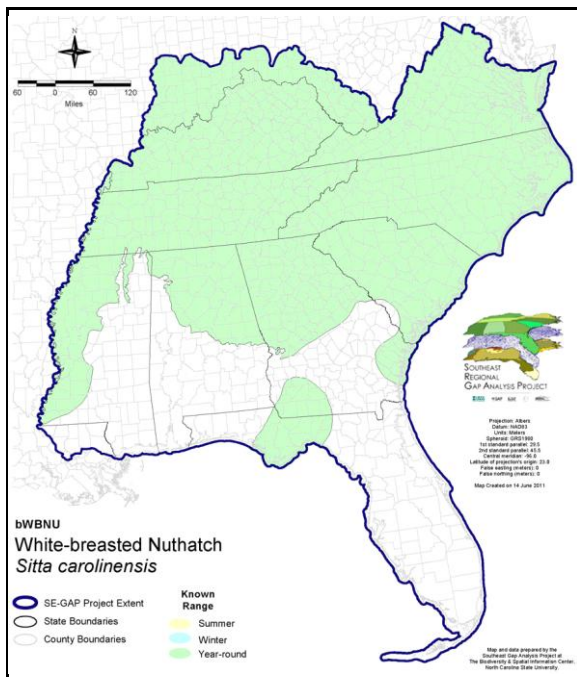 N
60 0 60 120
Miles
SOUTHEAST
REGIONAL
GAP ANALYSIS PROJECT
Projection: Albers
Datum: NAD83
Units: Meters
Spheroid: GRS1980
1st standard parallel: 29.5
2nd standard parallel: 45.5
Central meridian: -96.0
Latitude of projection's origin: 23.0
False easting (meters): 0
False northing (meters): 0
Map Created on 14 June 2011
bWBNU
White-breasted Nuthatch
Sitta carolinensis
SE-GAP Project Extent
State Boundaries
County Boundaries
Known
Range
Summer
Winter
Year-round
Map and data prepared by the
Southeast Gap Analysis Project at
The Biodiversity & Spatial Information Center,
North Carolina State University.